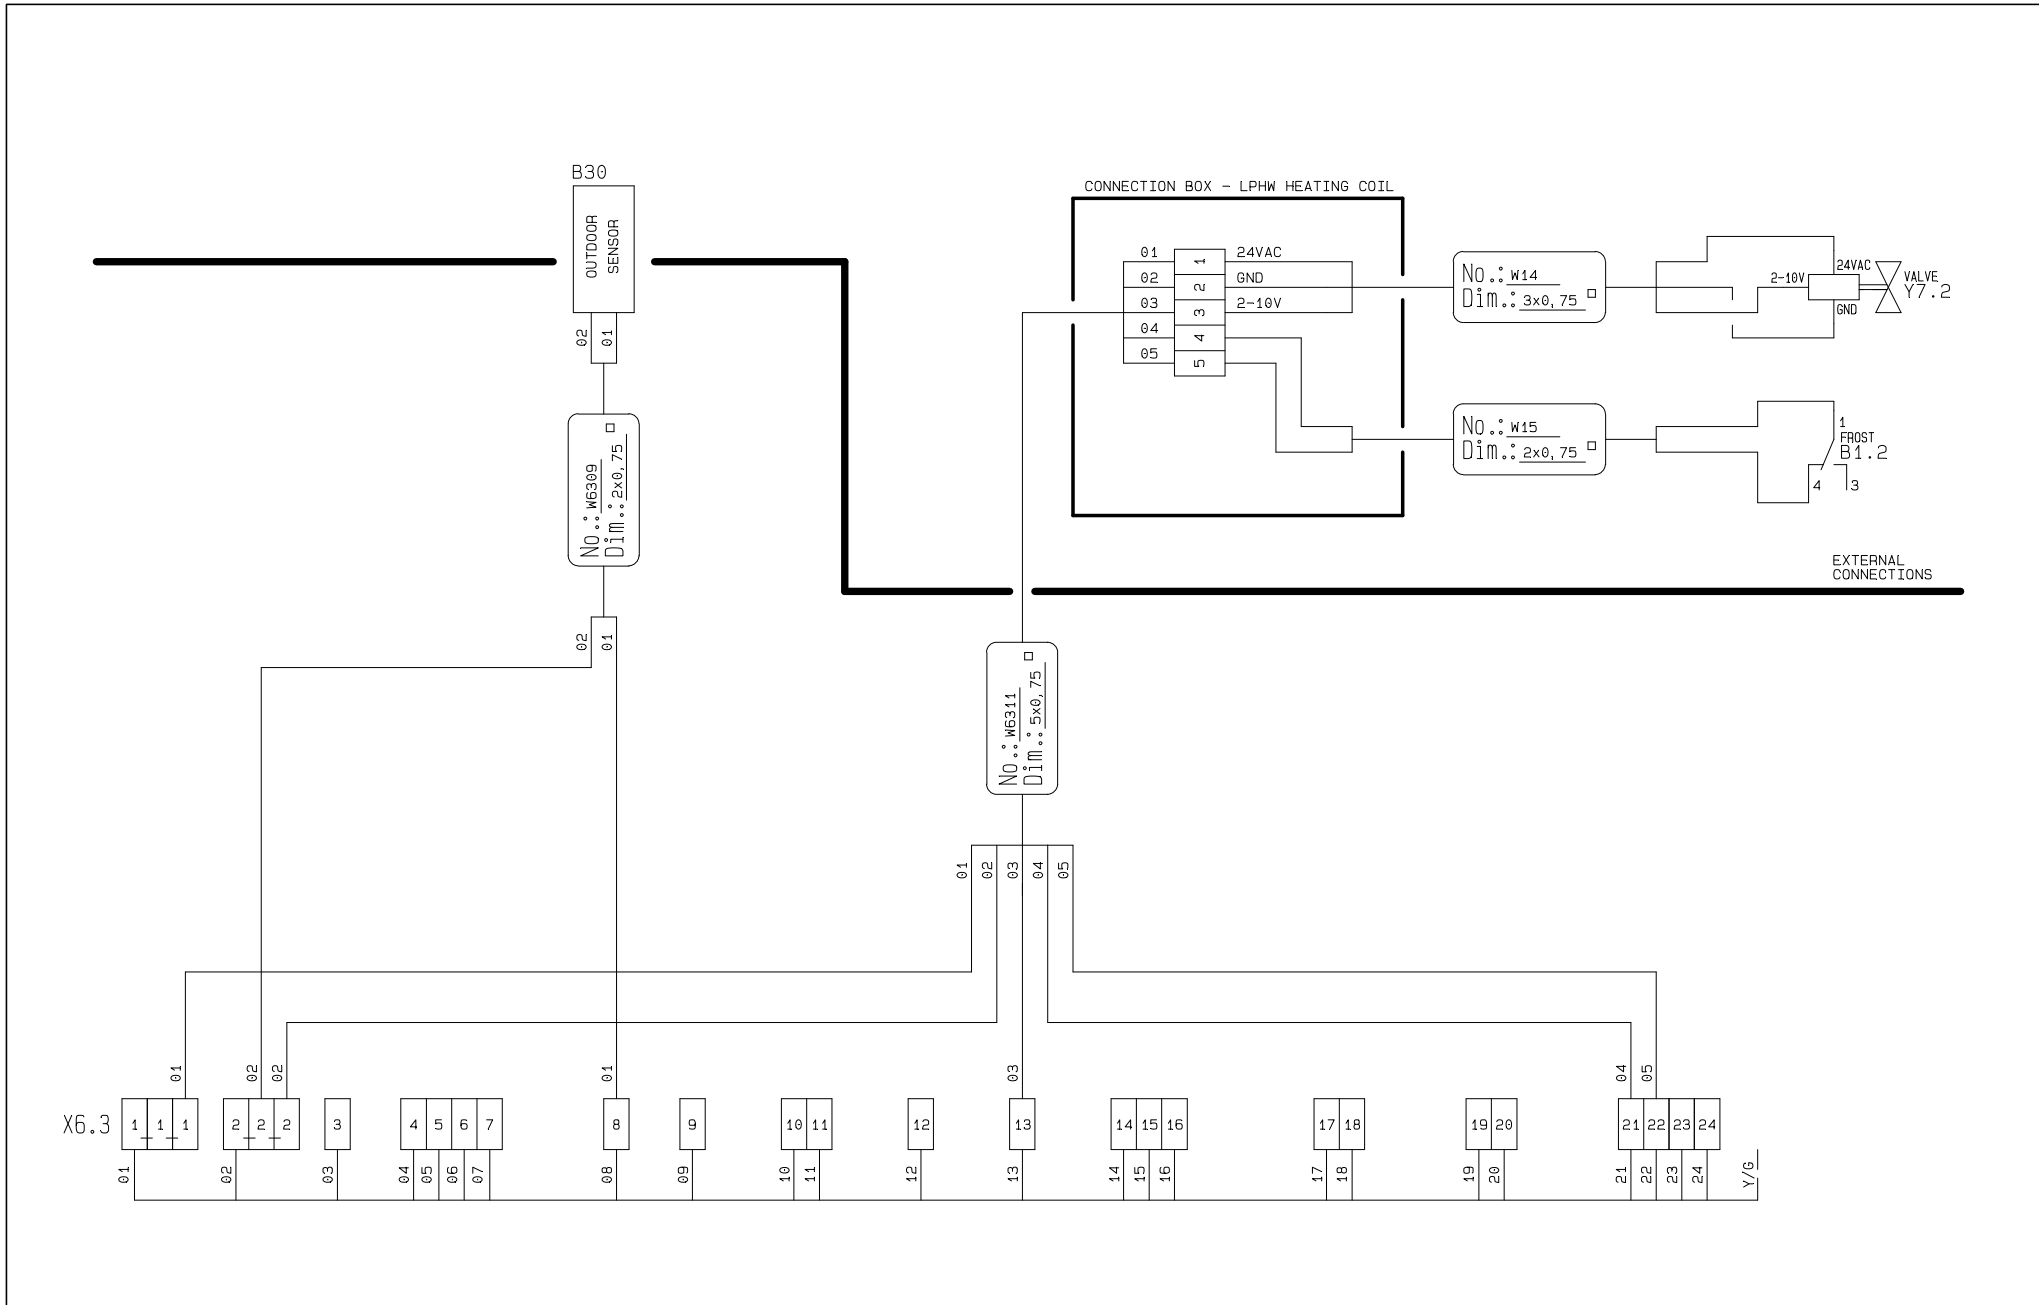 B30
OUTDOOR
SENSOR
02
01
No.: W6309
Dim.: 2x0,75 □
02
01
CONNECTION BOX - LPHW HEATING COIL
01 1 24VAC
02 2 GND
03 3 2-10V
04 4
05 5
No.: W14
Dim.: 3x0,75 □
24VAC
2-10V
GND
VALVE
Y7.2
No.: W15
Dim.: 2x0,75 □
1
FROST
B1.2
4 3
EXTERNAL
CONNECTIONS
No.: W6311
Dim.: 5x0,75 □
01 02 03 04 05
01 02 02 01 03 04 05
X6.3 1 1 1 2 2 2 3 4 5 6 7 8 9 10 11 12 13 14 15 16 17 18 19 20 21 22 23 24
01 02 03 04 05 06 07 08 09 10 11 12 13 14 15 16 17 18 19 20 21 22 23 24 Y/G